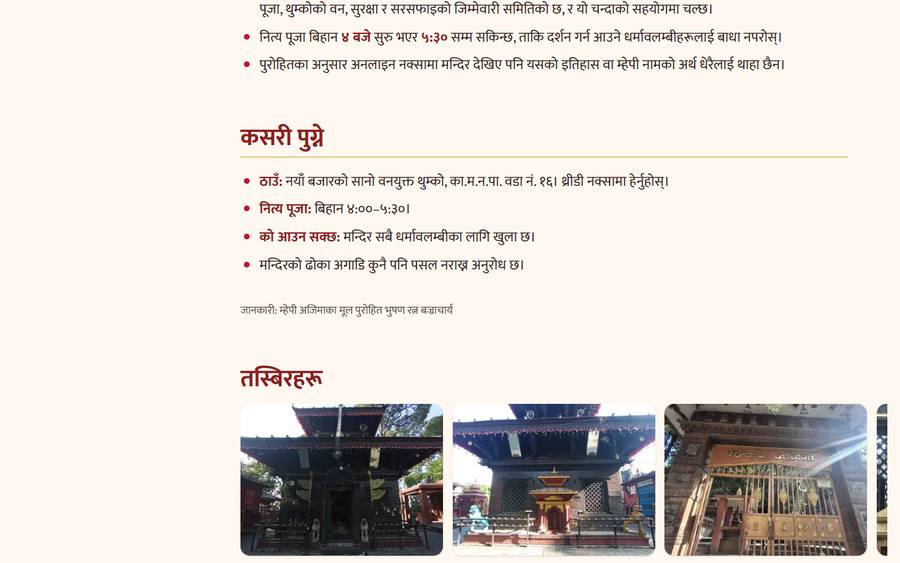 पूजा, थुम्कोको वन, सुरक्षा र सरसफाइको जिम्मेवारी समितिको छ, र यो चन्दाको सहयोगमा चल्छ।
नित्य पूजा बिहान ४ बजे सुरु भएर ५:३० सम्म सकिन्छ, ताकि दर्शन गर्न आउने धर्मावलम्बीहरूलाई बाधा नपरोस्।
पुरोहितका अनुसार अनलाइन नक्सामा मन्दिर देखिए पनि यसको इतिहास वा म्हेपी नामको अर्थ धेरैलाई थाहा छैन।
कसरी पुग्ने
ठाउँ: नयाँ बजारको सानो वनयुक्त थुम्को, का.म.न.पा. वडा नं. १६। थ्रीडी नक्सामा हेर्नुहोस्।
नित्य पूजा: बिहान ४:००–५:३०।
को आउन सक्छ: मन्दिर सबै धर्मावलम्बीका लागि खुला छ।
मन्दिरको ढोका अगाडि कुनै पनि पसल नराख्न अनुरोध छ।
जानकारी: म्हेपी अजिमाका मूल पुरोहित भुषण रत्न बज्राचार्य
तस्बिरहरू